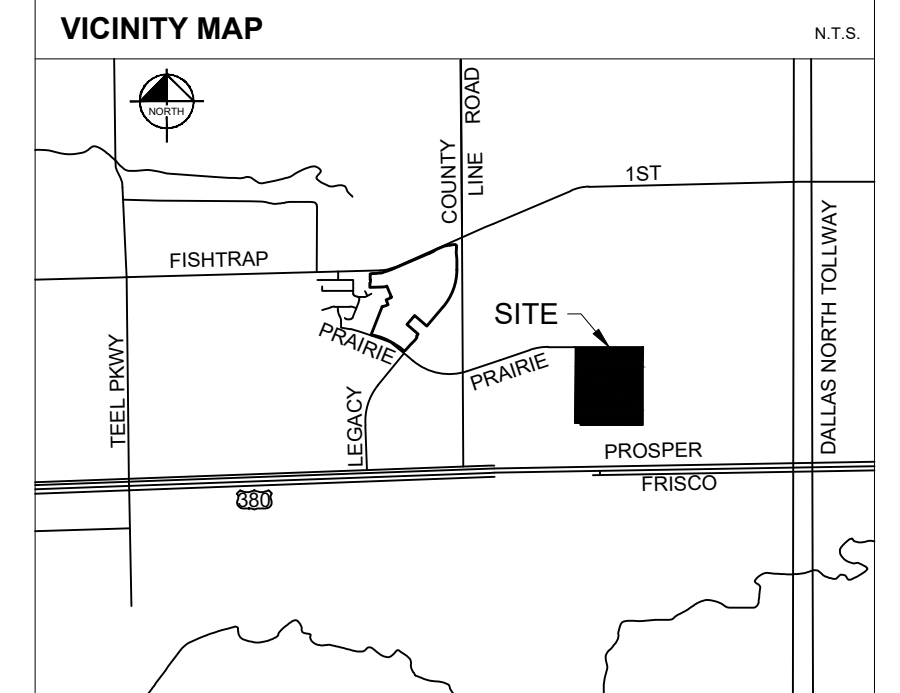 VICINITY MAP
N.T.S.
NORTH
COUNTY
LINE ROAD
1ST
FISHTRAP
DALLAS NORTH TOLLWAY
SITE
PRAIRIE
PRAIRIE
TEEL PKWY
LEGACY
PROSPER
FRISCO
380